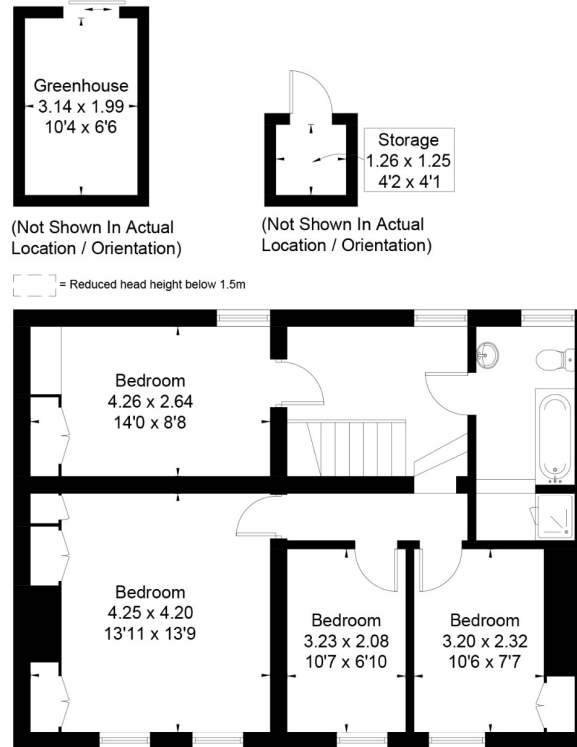 Greenhouse
3.14 x 1.99
10'4 x 6'6
(Not Shown In Actual
Location / Orientation)
Storage
1.26 x 1.25
4'2 x 4'1
(Not Shown In Actual
Location / Orientation)
= Reduced head height below 1.5m
Bedroom
4.26 x 2.64
14'0 x 8'8
Bedroom
4.25 x 4.20
13'11 x 13'9
Bedroom
3.23 x 2.08
10'7 x 6'10
Bedroom
3.20 x 2.32
10'6 x 7'7